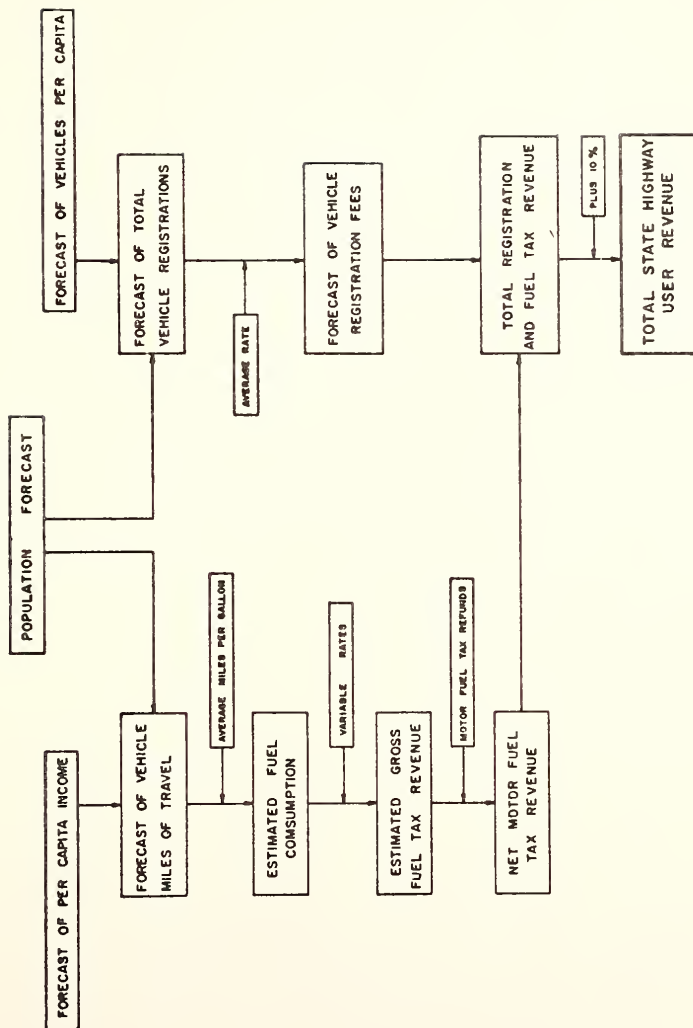 FORECAST OF PER CAPITA INCOME
POPULATION FORECAST
FORECAST OF VEHICLES PER CAPITA
FORECAST OF VEHICLE
MILES OF TRAVEL
FORECAST OF TOTAL
VEHICLE REGISTRATIONS
AVERAGE MILES PER GALLON
AVERAGE RATE
ESTIMATED FUEL
COMSUMPTION
FORECAST OF VEHICLE
REGISTRATION FEES
VARIABLE RATES
ESTIMATED GROSS
FUEL TAX REVENUE
MOTOR FUEL TAX REFUNDS
NET MOTOR FUEL
TAX REVENUE
TOTAL REGISTRATION
AND FUEL TAX REVENUE
PLUS 10%
TOTAL STATE HIGHWAY
USER REVENUE